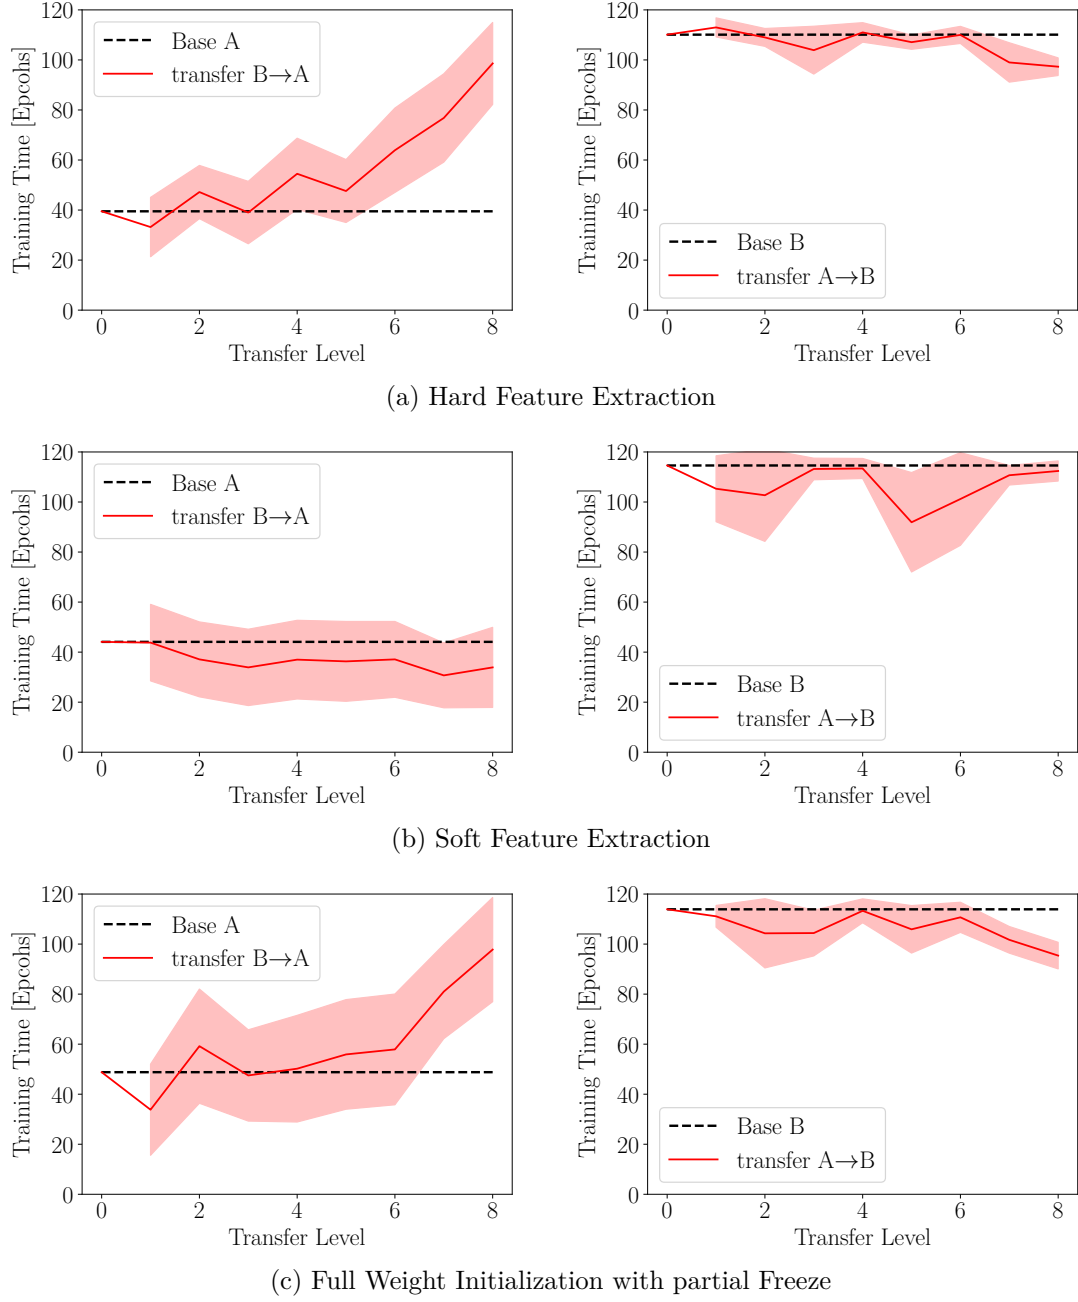 120
100
80
60
40
20
0
Training Time [Epcohs]
Base A
transfer B→A
0 2 4 6 8
Transfer Level
120
100
80
60
40
20
0
Training Time [Epcohs]
Base B
transfer A→B
0 2 4 6 8
Transfer Level
(a) Hard Feature Extraction
120
100
80
60
40
20
0
Training Time [Epcohs]
Base A
transfer B→A
0 2 4 6 8
Transfer Level
120
100
80
60
40
20
0
Training Time [Epcohs]
Base B
transfer A→B
0 2 4 6 8
Transfer Level
(b) Soft Feature Extraction
120
100
80
60
40
20
0
Training Time [Epcohs]
Base A
transfer B→A
0 2 4 6 8
Transfer Level
120
100
80
60
40
20
0
Training Time [Epcohs]
Base B
transfer A→B
0 2 4 6 8
Transfer Level
(c) Full Weight Initialization with partial Freeze